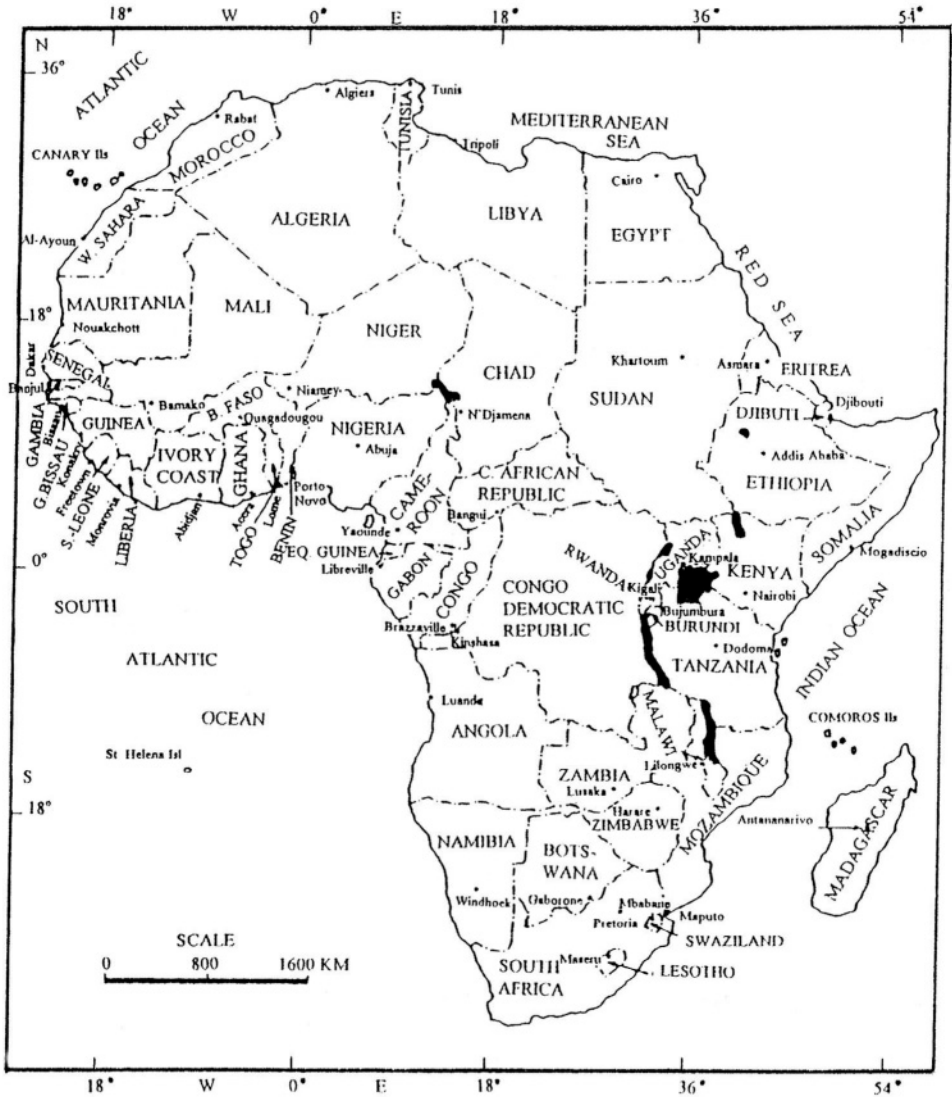 18° W 0° E 18° 36° 54°
N
36°
ATLANTIC
OCEAN
Algiers
Tunis
Rabat
TUNISIA
Tripoli
MEDITERRANEAN
SEA
CANARY Ils
MOROCCO
Cairo
ALGERIA
LIBYA
EGYPT
Al-Ayoun
W. SAHARA
RED SEA
MAURITANIA
MALI
18°
Nouakchott
NIGER
Dakar
SENEGAL
CHAD
Khartoum
Asmara
ERITREA
Banjul
Bamako
B. FASO
Niamey
SUDAN
Djibouti
DJIBUTI
GAMBIA
Bissau
GUINEA
Ouagadougou
N'Djamena
NIGERIA
G.BISSAU
Konakry
IVORY
COAST
GHANA
Abuja
Addis Ababa
ETHIOPIA
Freetown
S.LEONE
C. AFRICAN
REPUBLIC
Monrovia
LIBERIA
Abidjan
Accra
TOGO
Lome
BENIN
Porto
Novo
CAME-
ROON
Bangui
SOMALIA
Yaounde
EQ. GUINEA
Mogadiscio
0°
Libreville
GABON
CONGO
RWANDA
UGANDA
Kampala
KENYA
Kigali
Nairobi
SOUTH
CONGO
DEMOCRATIC
REPUBLIC
Bujumbura
BURUNDI
Brazzaville
Kinshasa
Dodoma
TANZANIA
INDIAN OCEAN
ATLANTIC
OCEAN
Luanda
ANGOLA
MALAWI
COMOROS Ils
St Helena Isl
Lilongwe
S
ZAMBIA
Lusaka
MOZAMBIQUE
18°
Harare
ZIMBABWE
Antananarivo
MADAGASCAR
NAMIBIA
BOTS-
WANA
Windhoek
Gaborone
Mbabane
Pretoria
Maputo
SWAZILAND
SCALE
0 800 1600 KM
Maseru
LESOTHO
SOUTH
AFRICA
18° W 0° E 18° 36° 54°